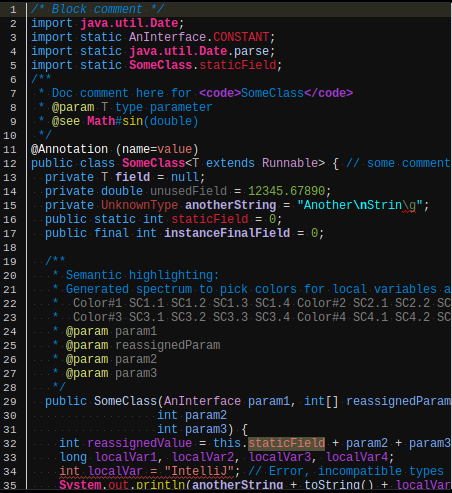 1 /* Block comment */
2 import java.util.Date;
3 import static AnInterface.CONSTANT;
4 import static java.util.Date.parse;
5 import static SomeClass.staticField;
6 /**
7  * Doc comment here for <code>SomeClass</code>
8  * @param T type parameter
9  * @see Math#sin(double)
10  */
11 @Annotation (name=value)
12 public class SomeClass<T extends Runnable> { // some comment
13   private T field = null;
14   private double unusedField = 12345.67890;
15   private UnknownType anotherString = "Another\nStrin\g";
16   public static int staticField = 0;
17   public final int instanceFinalField = 0;
18
19   /**
20    * Semantic highlighting:
21    * Generated spectrum to pick colors for local variables a
22    *  Color#1 SC1.1 SC1.2 SC1.3 SC1.4 Color#2 SC2.1 SC2.2 SC2
23    *  Color#3 SC3.1 SC3.2 SC3.3 SC3.4 Color#4 SC4.1 SC4.2 SC4
24    * @param param1
25    * @param reassignedParam
26    * @param param2
27    * @param param3
28    */
29   public SomeClass(AnInterface param1, int[] reassignedParam
30                   int param2
31                   int param3) {
32     int reassignedValue = this.staticField + param2 + param3
33     long localVar1, localVar2, localVar3, localVar4;
34     int localVar = "IntelliJ"; // Error, incompatible types
35     System.out.println(anotherString + toString() + localVar